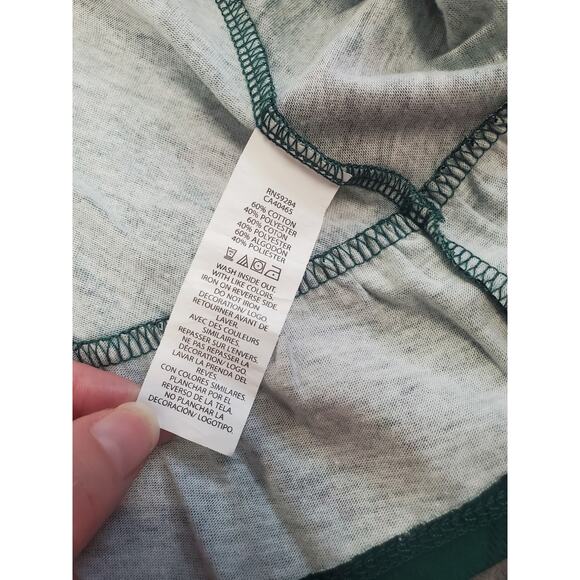 RN59284
CA40465
60% COTTON
40% POLYESTER
60% COTON
40% POLYESTER
60% ALGODÓN
40% POLIÉSTER
WASH INSIDE OUT.
WITH LIKE COLORS.
IRON ON REVERSE SIDE.
DO NOT IRON
DECORATION/ LOGO.
RETOURNER AVANT DE
LAVER.
AVEC DES COULEURS
SIMILAIRES.
REPASSER SUR L'ENVERS.
NE PAS REPASSER LA
DÉCORATION/ LOGO.
LAVAR LA PRENDA DEL
REVÉS.
CON COLORES SIMILARES.
PLANCHAR POR EL
REVERSO DE LA TELA.
NO PLANCHAR LA
DECORACIÓN/ LOGOTIPO.